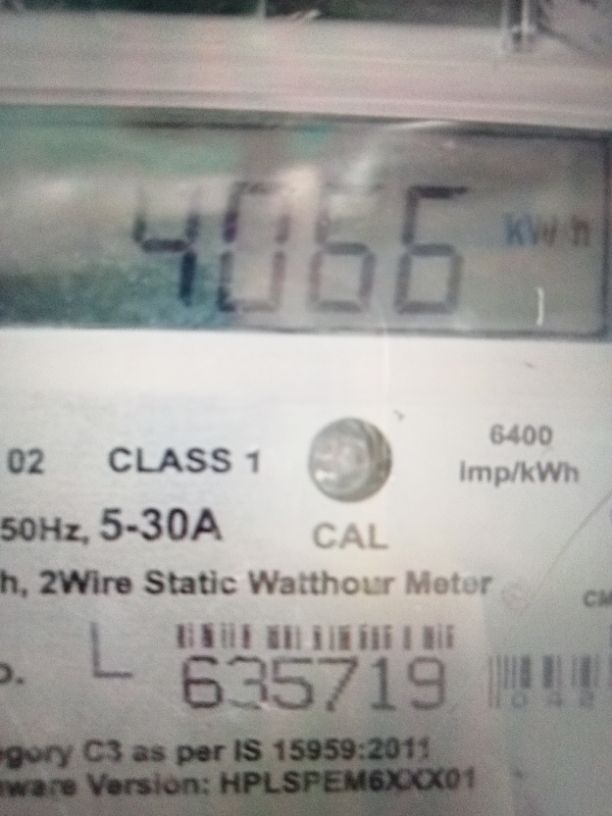 4066 kWh
6400
02 CLASS 1 imp/kWh
50Hz, 5-30A CAL
h, 2Wire Static Watthour Meter
L 635719
gory C3 as per IS 15959:2011
ware Version: HPLSPEM6XXX01